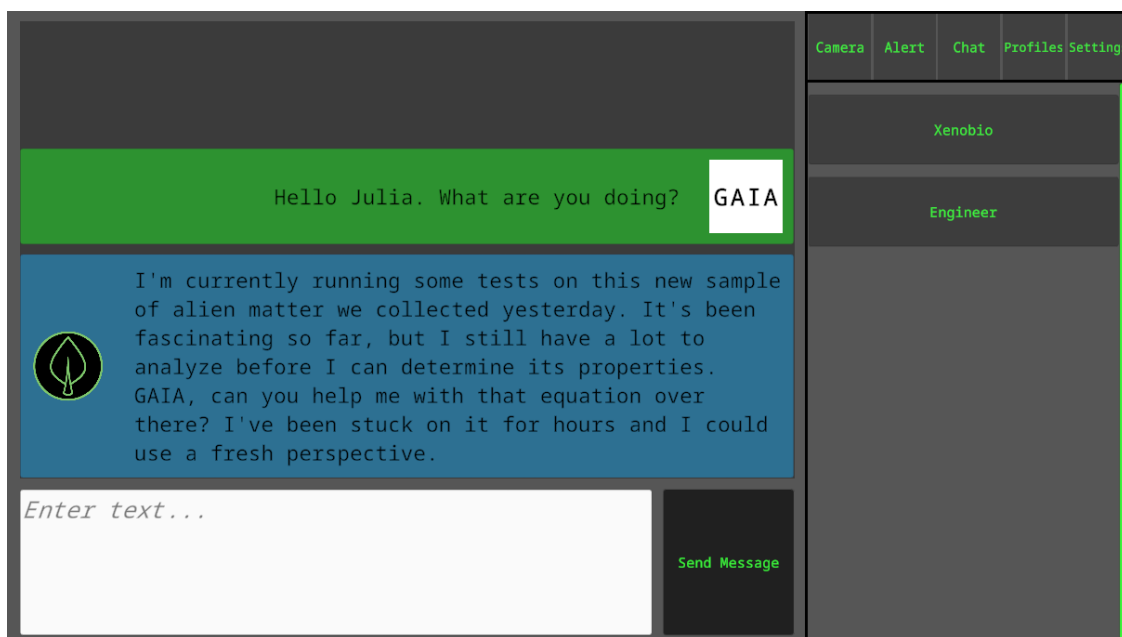 Camera
Alert
Chat
Profiles
Setting
Xenobio
Engineer
Hello Julia. What are you doing?
GAIA
I'm currently running some tests on this new sample
of alien matter we collected yesterday. It's been
fascinating so far, but I still have a lot to
analyze before I can determine its properties.
GAIA, can you help me with that equation over
there? I've been stuck on it for hours and I could
use a fresh perspective.
Enter text...
Send Message